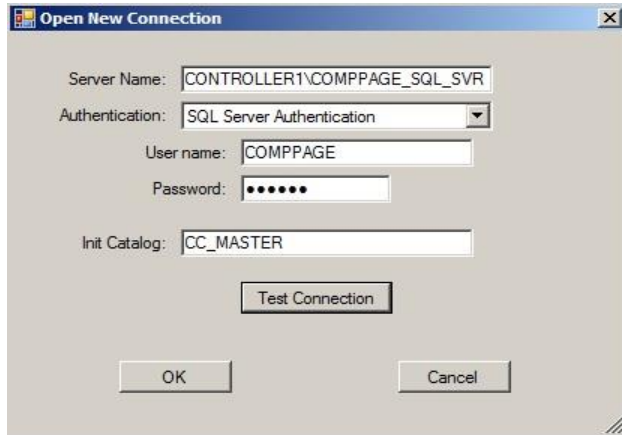 Open New Connection
Server Name: CONTROLLER1\COMPPAGE_SQL_SVR
Authentication: SQL Server Authentication
User name: COMPPAGE
Password: ●●●●●●
Init Catalog: CC_MASTER
Test Connection
OK Cancel